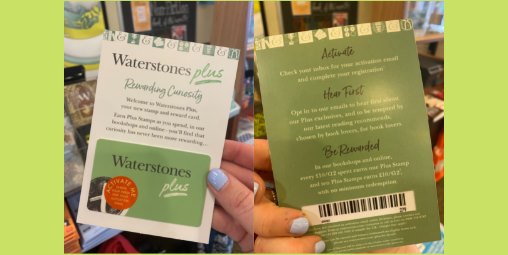 Waterstones plus
Rewarding Curiosity
Welcome to Waterstones Plus,
your new stamp and reward card.
Earn Plus Stamps as you spend, in our
bookshops and online - you'll find that
curiosity has never been more rewarding...
Waterstones
plus
ACTIVATE ME
Activate
Check your inbox for your activation email
and complete your registration
Hear First
Opt in to our emails to hear first about
our Plus exclusives, and to be tempted by
our latest reading recommends,
chosen by book lovers, for book lovers
Be Rewarded
In our bookshops and online,
every £10/€12 spent earns one Plus Stamp
and ten Plus Stamps earns £10/€12,
with no minimum redemption